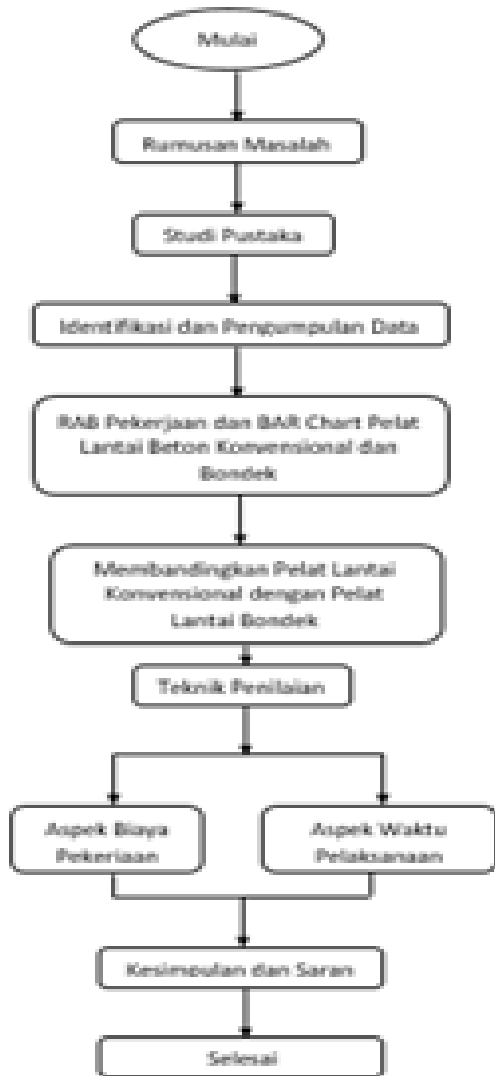 Mulai
Rumusan Masalah
Studi Pustaka
Identifikasi dan Pengumpulan Data
RAB Pekerjaan dan BAR Chart Pelat
Lantai Beton Konvensional dan
Bondek
Membandingkan Pelat Lantai
Konvensional dengan Pelat
Lantai Bondek
Teknik Penilaian
Aspek Biaya
Pekerjaan
Aspek Waktu
Pelaksanaan
Kesimpulan dan Saran
Selesai